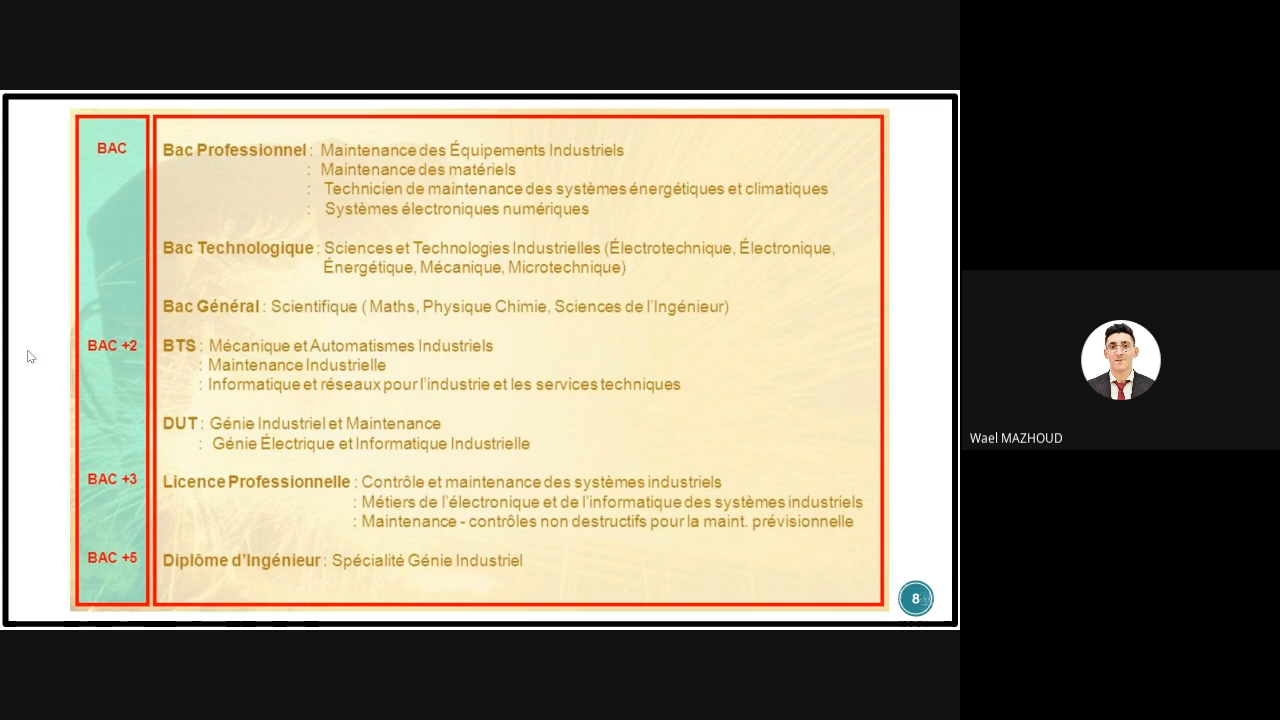 BAC
Bac Professionnel : Maintenance des Équipements Industriels
: Maintenance des matériels
: Technicien de maintenance des systèmes énergétiques et climatiques
: Systèmes électroniques numériques
Bac Technologique : Sciences et Technologies Industrielles (Électrotechnique, Électronique,
Énergétique, Mécanique, Microtechnique)
Bac Général : Scientifique ( Maths, Physique Chimie, Sciences de l'Ingénieur)
BAC +2
BTS : Mécanique et Automatismes Industriels
: Maintenance Industrielle
: Informatique et réseaux pour l'industrie et les services techniques
DUT : Génie Industriel et Maintenance
: Génie Électrique et Informatique Industrielle
BAC +3
Licence Professionnelle : Contrôle et maintenance des systèmes industriels
: Métiers de l'électronique et de l'informatique des systèmes industriels
: Maintenance - contrôles non destructifs pour la maint. prévisionnelle
BAC +5
Diplôme d'Ingénieur : Spécialité Génie Industriel
8
Wael MAZHOUD